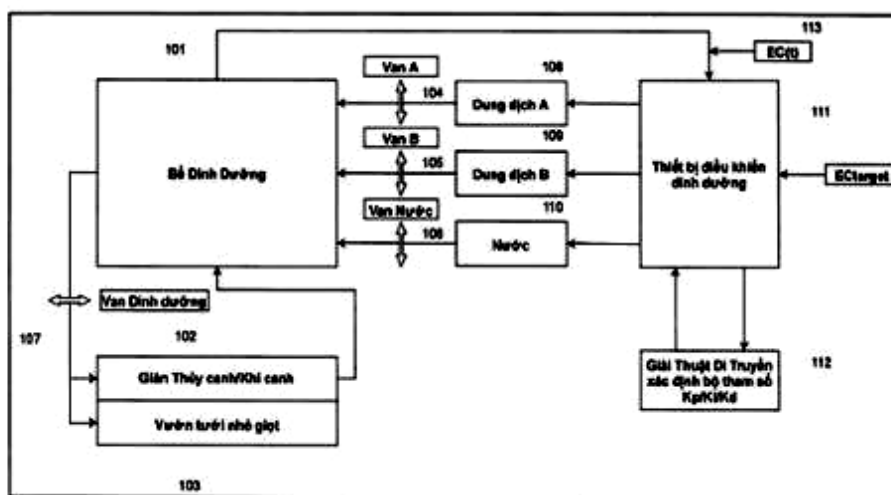 113
101
Van A
108
EC(t)
104
Dung dịch A
111
Van B
109
Bể Dinh Dưỡng
105
Dung dịch B
Thiết bị điều khiển
dinh dưỡng
ECtarget
Van Nước
110
106
Nước
Van Dinh dưỡng
107
102
Giàn Thủy canh/Khí canh
Giải Thuật Di Truyền
xác định bộ tham số
Kp/Ki/Kd
112
Vườn tưới nhỏ giọt
103